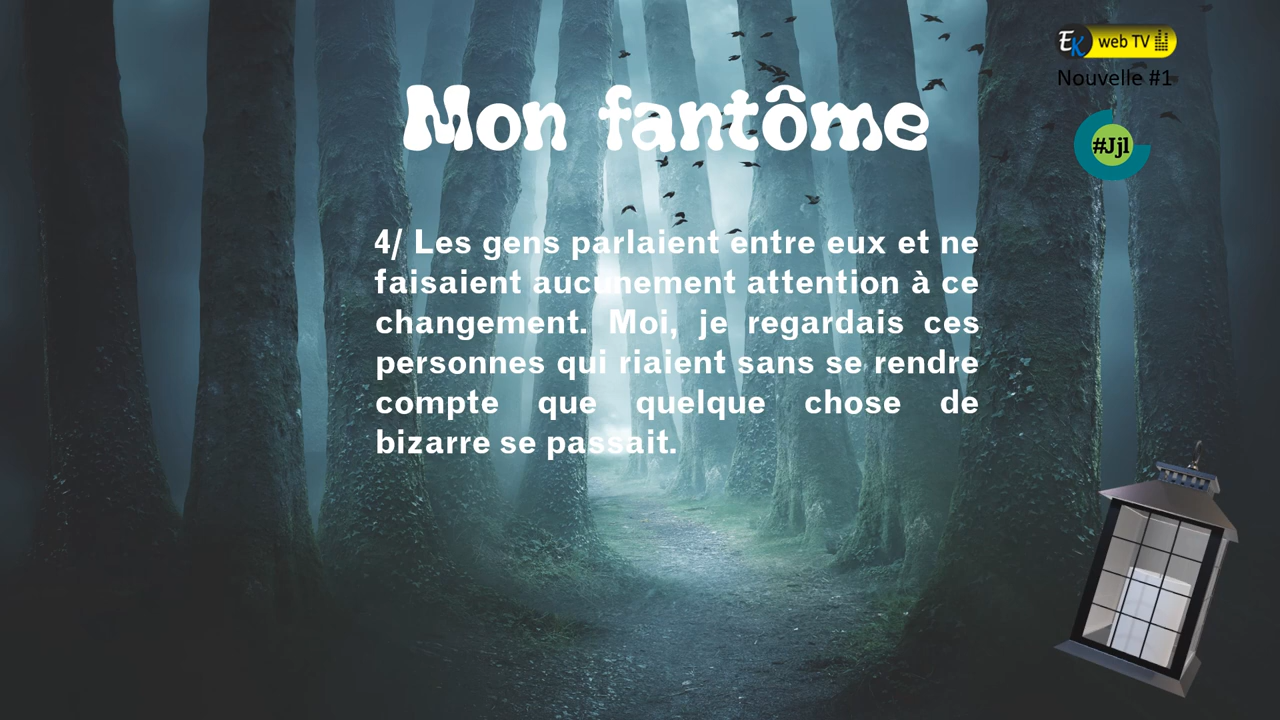 EK web TV
Nouvelle #1
#Jjl
Mon fantôme
4/ Les gens parlaient entre eux et ne
faisaient aucunement attention à ce
changement. Moi, je regardais ces
personnes qui riaient sans se rendre
compte que quelque chose de
bizarre se passait.